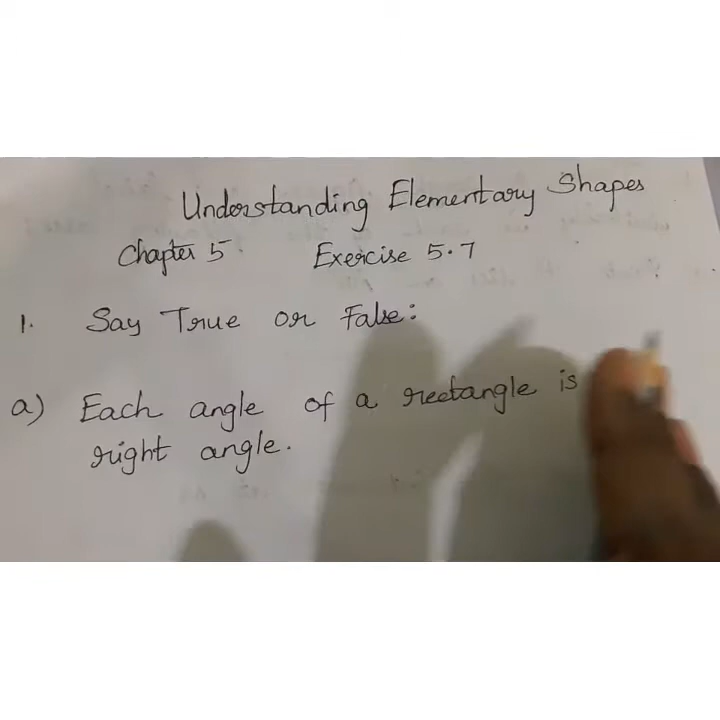 Understanding Elementary Shapes
Chapter 5 Exercise 5.7
1. Say True or False:
a) Each angle of a rectangle is
right angle.